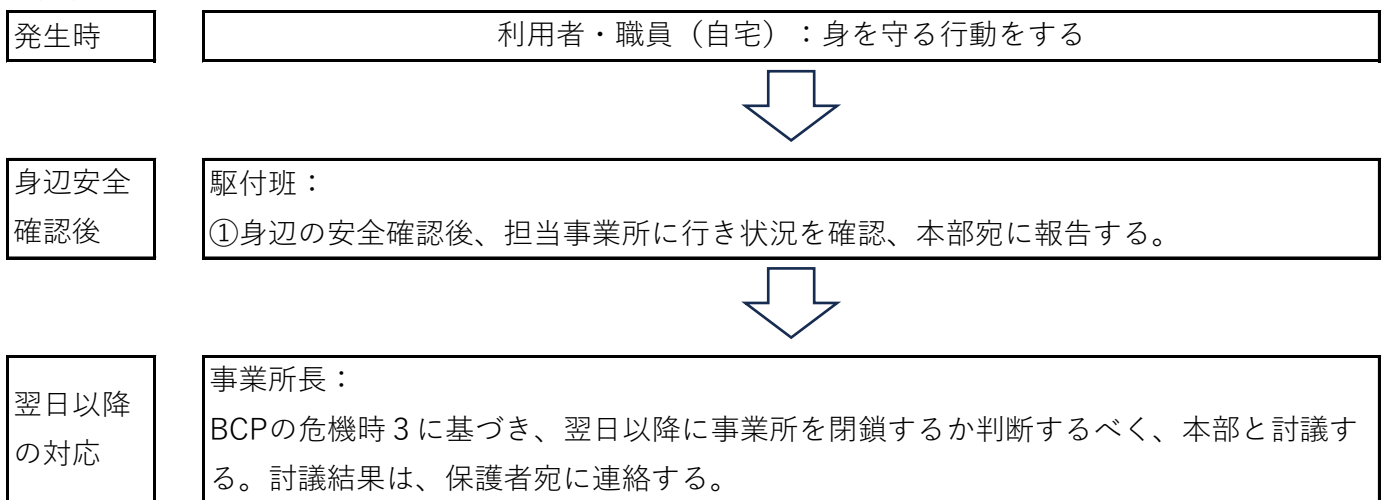 発生時
利用者・職員（自宅）：身を守る行動をする
身辺安全
確認後
駆付班：
①身辺の安全確認後、担当事業所に行き状況を確認、本部宛に報告する。
翌日以降
の対応
事業所長：
BCPの危機時３に基づき、翌日以降に事業所を閉鎖するか判断するべく、本部と討議す
る。討議結果は、保護者宛に連絡する。